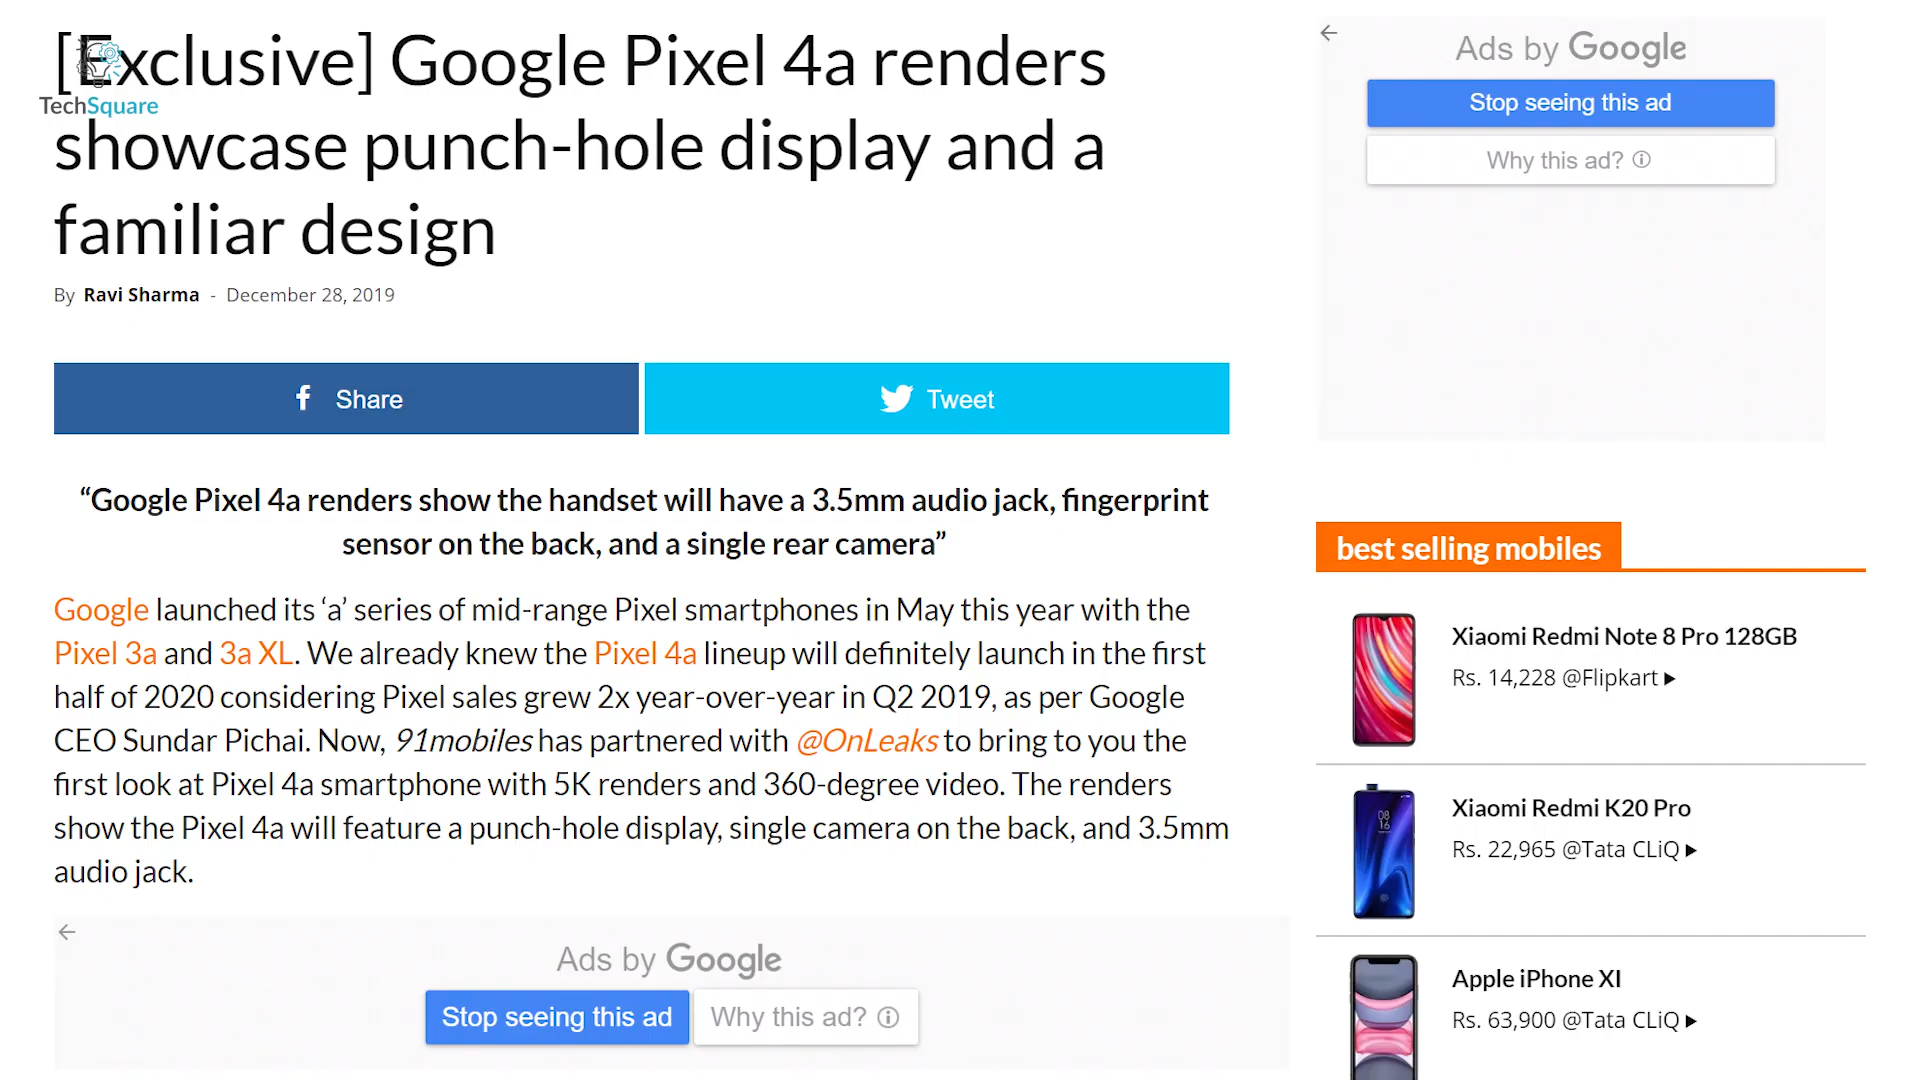 [Exclusive] Google Pixel 4a renders
TechSquare
showcase punch-hole display and a
familiar design
By Ravi Sharma - December 28, 2019
Share
Tweet
“Google Pixel 4a renders show the handset will have a 3.5mm audio jack, fingerprint
sensor on the back, and a single rear camera”
Google launched its ‘a’ series of mid-range Pixel smartphones in May this year with the
Pixel 3a and 3a XL. We already knew the Pixel 4a lineup will definitely launch in the first
half of 2020 considering Pixel sales grew 2x year-over-year in Q2 2019, as per Google
CEO Sundar Pichai. Now, 91mobiles has partnered with @OnLeaks to bring to you the
first look at Pixel 4a smartphone with 5K renders and 360-degree video. The renders
show the Pixel 4a will feature a punch-hole display, single camera on the back, and 3.5mm
audio jack.
Ads by Google
Stop seeing this ad
Why this ad?
Ads by Google
Stop seeing this ad
Why this ad?
best selling mobiles
Xiaomi Redmi Note 8 Pro 128GB
Rs. 14,228 @Flipkart
08
16
Xiaomi Redmi K20 Pro
Rs. 22,965 @Tata CLiQ
Apple iPhone XI
Rs. 63,900 @Tata CLiQ